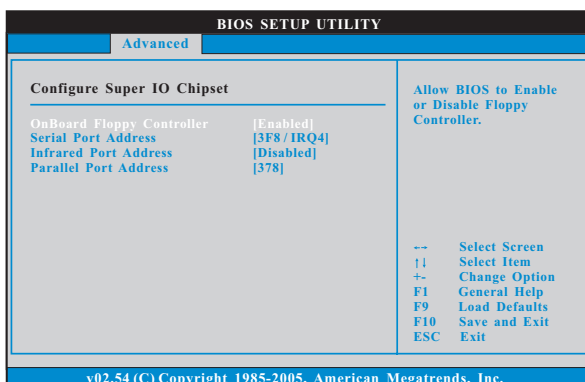 BIOS SETUP UTILITY
Advanced
Configure Super IO Chipset
OnBoard Floppy Controller [Enabled]
Serial Port Address [3F8 / IRQ4]
Infrared Port Address [Disabled]
Parallel Port Address [378]
Allow BIOS to Enable
or Disable Floppy
Controller.
←→ Select Screen
↑↓ Select Item
+- Change Option
F1 General Help
F9 Load Defaults
F10 Save and Exit
ESC Exit
v02.54 (C) Copyright 1985-2005, American Megatrends, Inc.